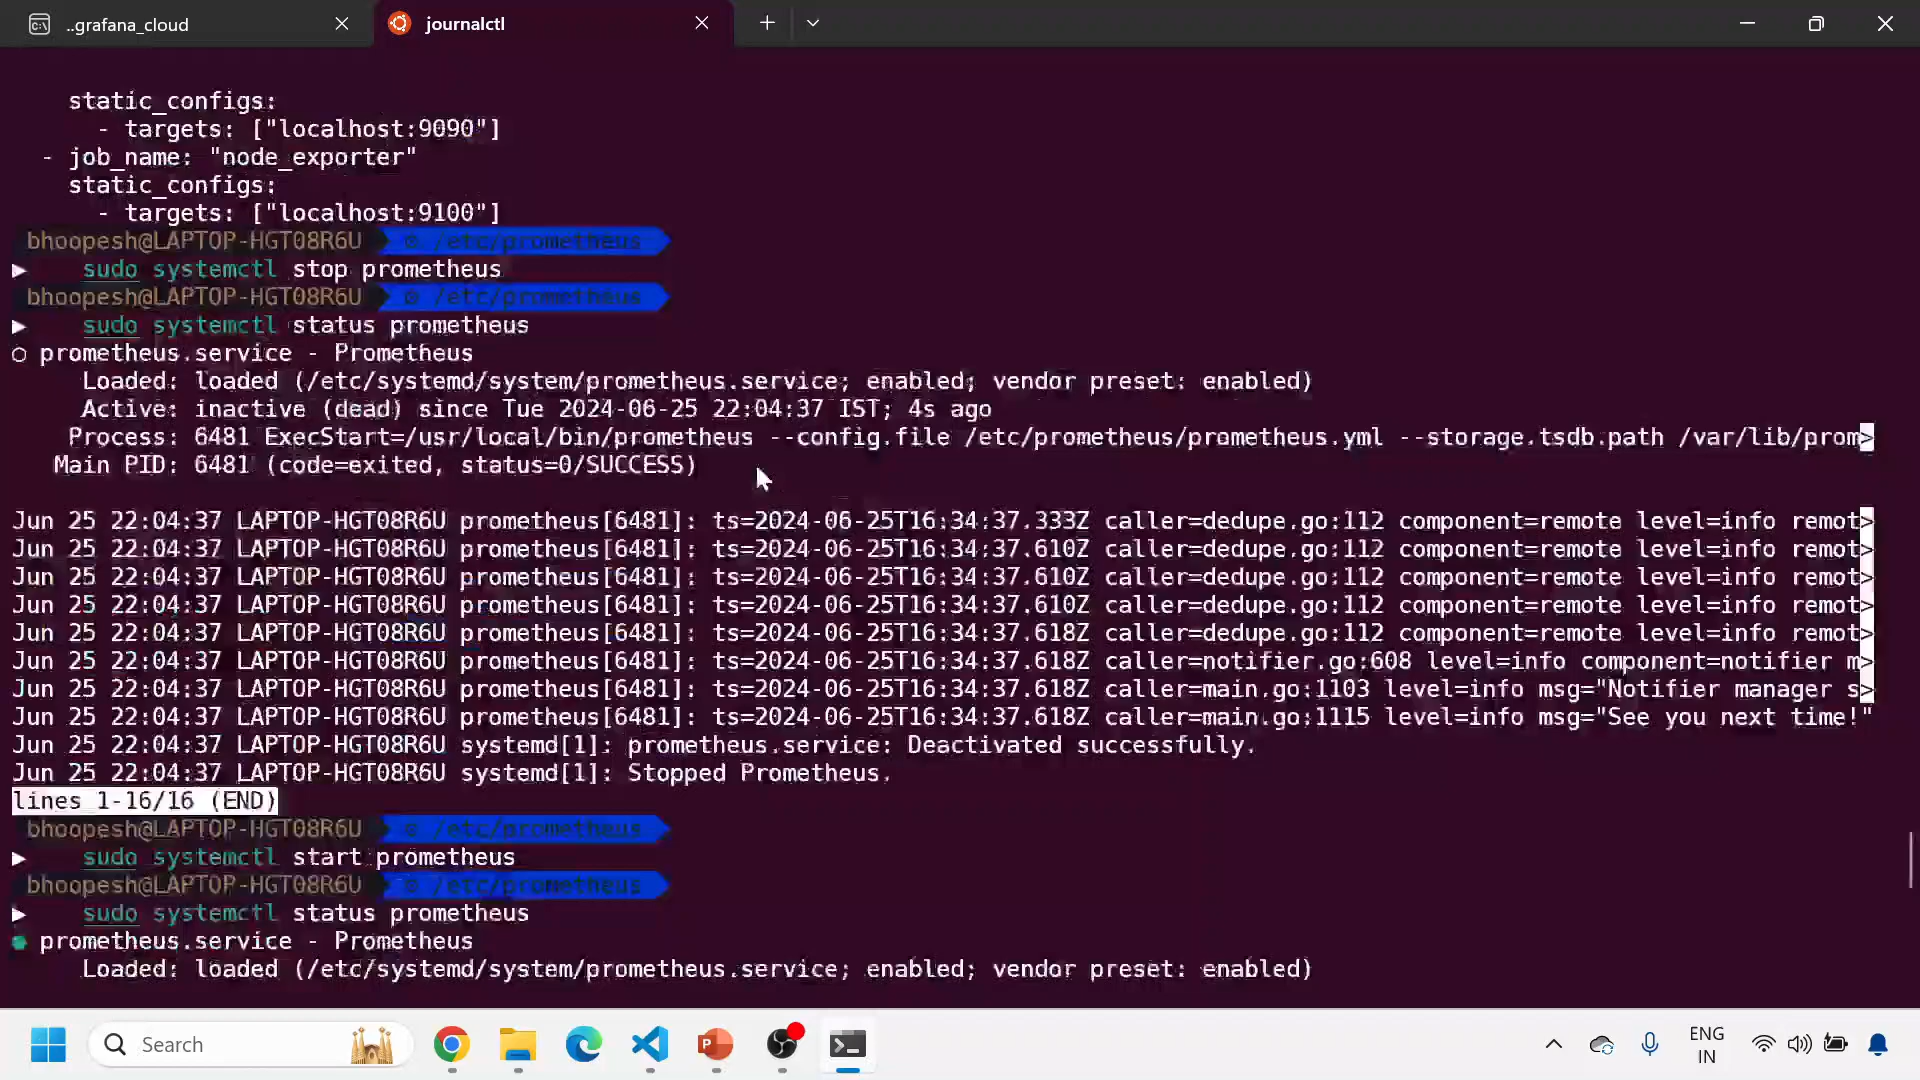 ..grafana_cloud
journalctl
static_configs:
- targets: ["localhost:9090"]
- job_name: "node_exporter"
static_configs:
- targets: ["localhost:9100"]
bhoopesh@LAPTOP-HGT08R6U /etc/prometheus
sudo systemctl stop prometheus
bhoopesh@LAPTOP-HGT08R6U /etc/prometheus
sudo systemctl status prometheus
○ prometheus.service - Prometheus
Loaded: loaded (/etc/systemd/system/prometheus.service; enabled; vendor preset: enabled)
Active: inactive (dead) since Tue 2024-06-25 22:04:37 IST; 4s ago
Process: 6481 ExecStart=/usr/local/bin/prometheus --config.file /etc/prometheus/prometheus.yml --storage.tsdb.path /var/lib/prom>
Main PID: 6481 (code=exited, status=0/SUCCESS)
Jun 25 22:04:37 LAPTOP-HGT08R6U prometheus[6481]: ts=2024-06-25T16:34:37.333Z caller=dedupe.go:112 component=remote level=info remot>
Jun 25 22:04:37 LAPTOP-HGT08R6U prometheus[6481]: ts=2024-06-25T16:34:37.610Z caller=dedupe.go:112 component=remote level=info remot>
Jun 25 22:04:37 LAPTOP-HGT08R6U prometheus[6481]: ts=2024-06-25T16:34:37.610Z caller=dedupe.go:112 component=remote level=info remot>
Jun 25 22:04:37 LAPTOP-HGT08R6U prometheus[6481]: ts=2024-06-25T16:34:37.610Z caller=dedupe.go:112 component=remote level=info remot>
Jun 25 22:04:37 LAPTOP-HGT08R6U prometheus[6481]: ts=2024-06-25T16:34:37.618Z caller=dedupe.go:112 component=remote level=info remot>
Jun 25 22:04:37 LAPTOP-HGT08R6U prometheus[6481]: ts=2024-06-25T16:34:37.618Z caller=notifier.go:608 level=info component=notifier m>
Jun 25 22:04:37 LAPTOP-HGT08R6U prometheus[6481]: ts=2024-06-25T16:34:37.618Z caller=main.go:1103 level=info msg="Notifier manager s>
Jun 25 22:04:37 LAPTOP-HGT08R6U prometheus[6481]: ts=2024-06-25T16:34:37.618Z caller=main.go:1115 level=info msg="See you next time!"
Jun 25 22:04:37 LAPTOP-HGT08R6U systemd[1]: prometheus.service: Deactivated successfully.
Jun 25 22:04:37 LAPTOP-HGT08R6U systemd[1]: Stopped Prometheus.
lines 1-16/16 (END)
bhoopesh@LAPTOP-HGT08R6U /etc/prometheus
sudo systemctl start prometheus
bhoopesh@LAPTOP-HGT08R6U /etc/prometheus
sudo systemctl status prometheus
● prometheus.service - Prometheus
Loaded: loaded (/etc/systemd/system/prometheus.service; enabled; vendor preset: enabled)
Search
ENG
IN